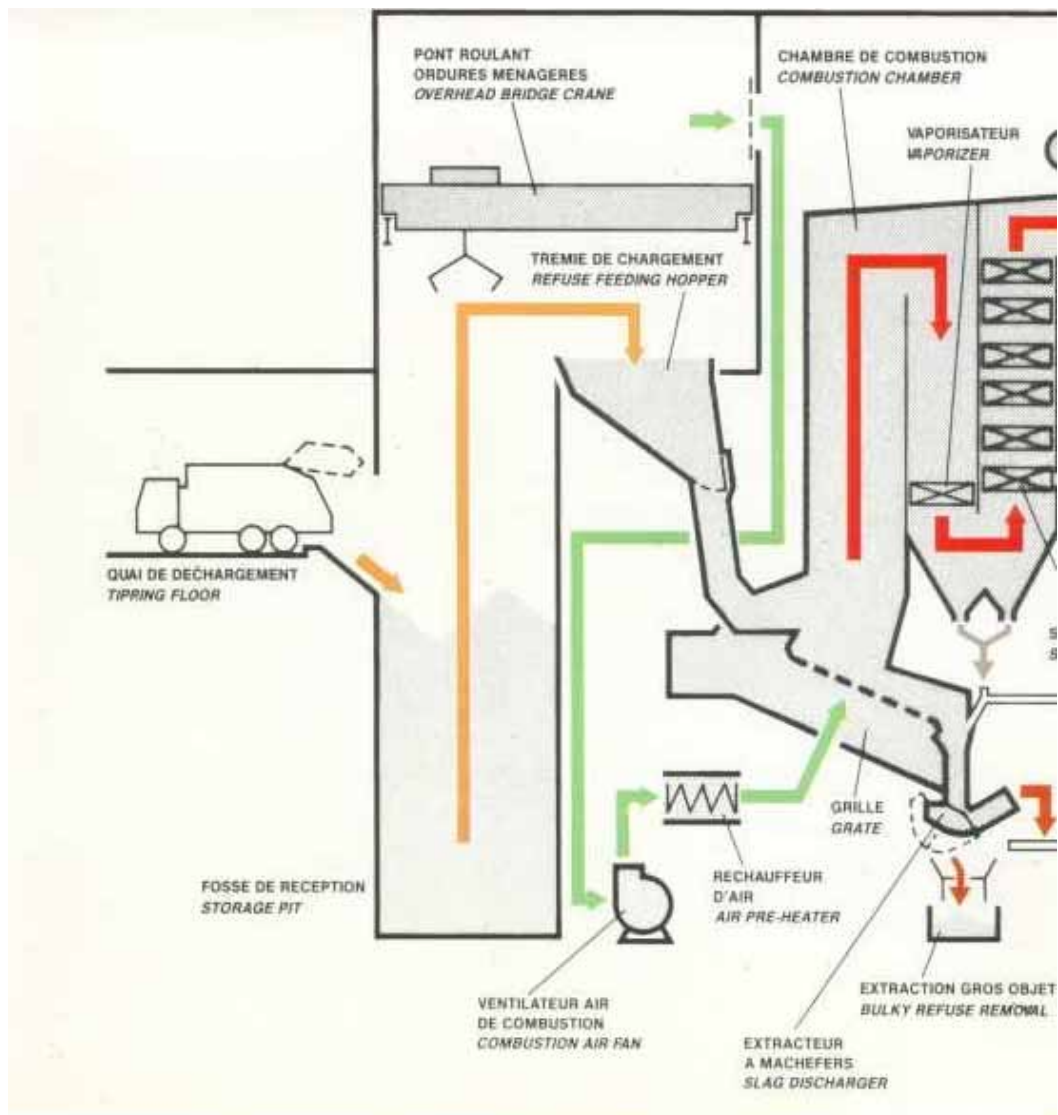 PONT ROULANT
ORDURES MENAGERES
OVERHEAD BRIDGE CRANE
CHAMBRE DE COMBUSTION
COMBUSTION CHAMBER
VAPORISATEUR
VAPORIZER
TREMIE DE CHARGEMENT
REFUSE FEEDING HOPPER
QUAI DE DECHARGEMENT
TIPRING FLOOR
S
S
GRILLE
GRATE
FOSSE DE RECEPTION
STORAGE PIT
RECHAUFFEUR
D'AIR
AIR PRE-HEATER
VENTILATEUR AIR
DE COMBUSTION
COMBUSTION AIR FAN
EXTRACTION GROS OBJET
BULKY REFUSE REMOVAL
EXTRACTEUR
A MACHEFERS
SLAG DISCHARGER